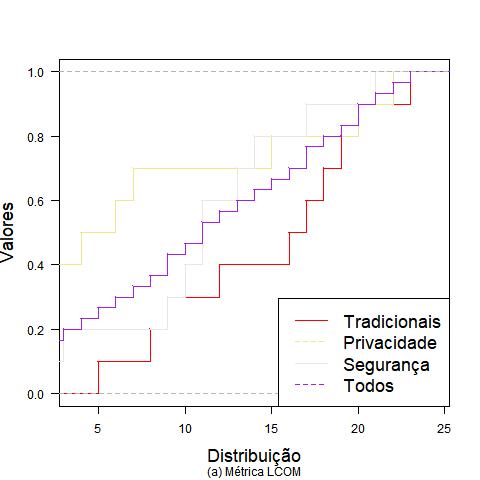 1.0
0.8
0.6
0.4
0.2
0.0
Valores
5 10 15 20 25
Tradicionais
Privacidade
Segurança
Todos
Distribuição
(a) Métrica LCOM